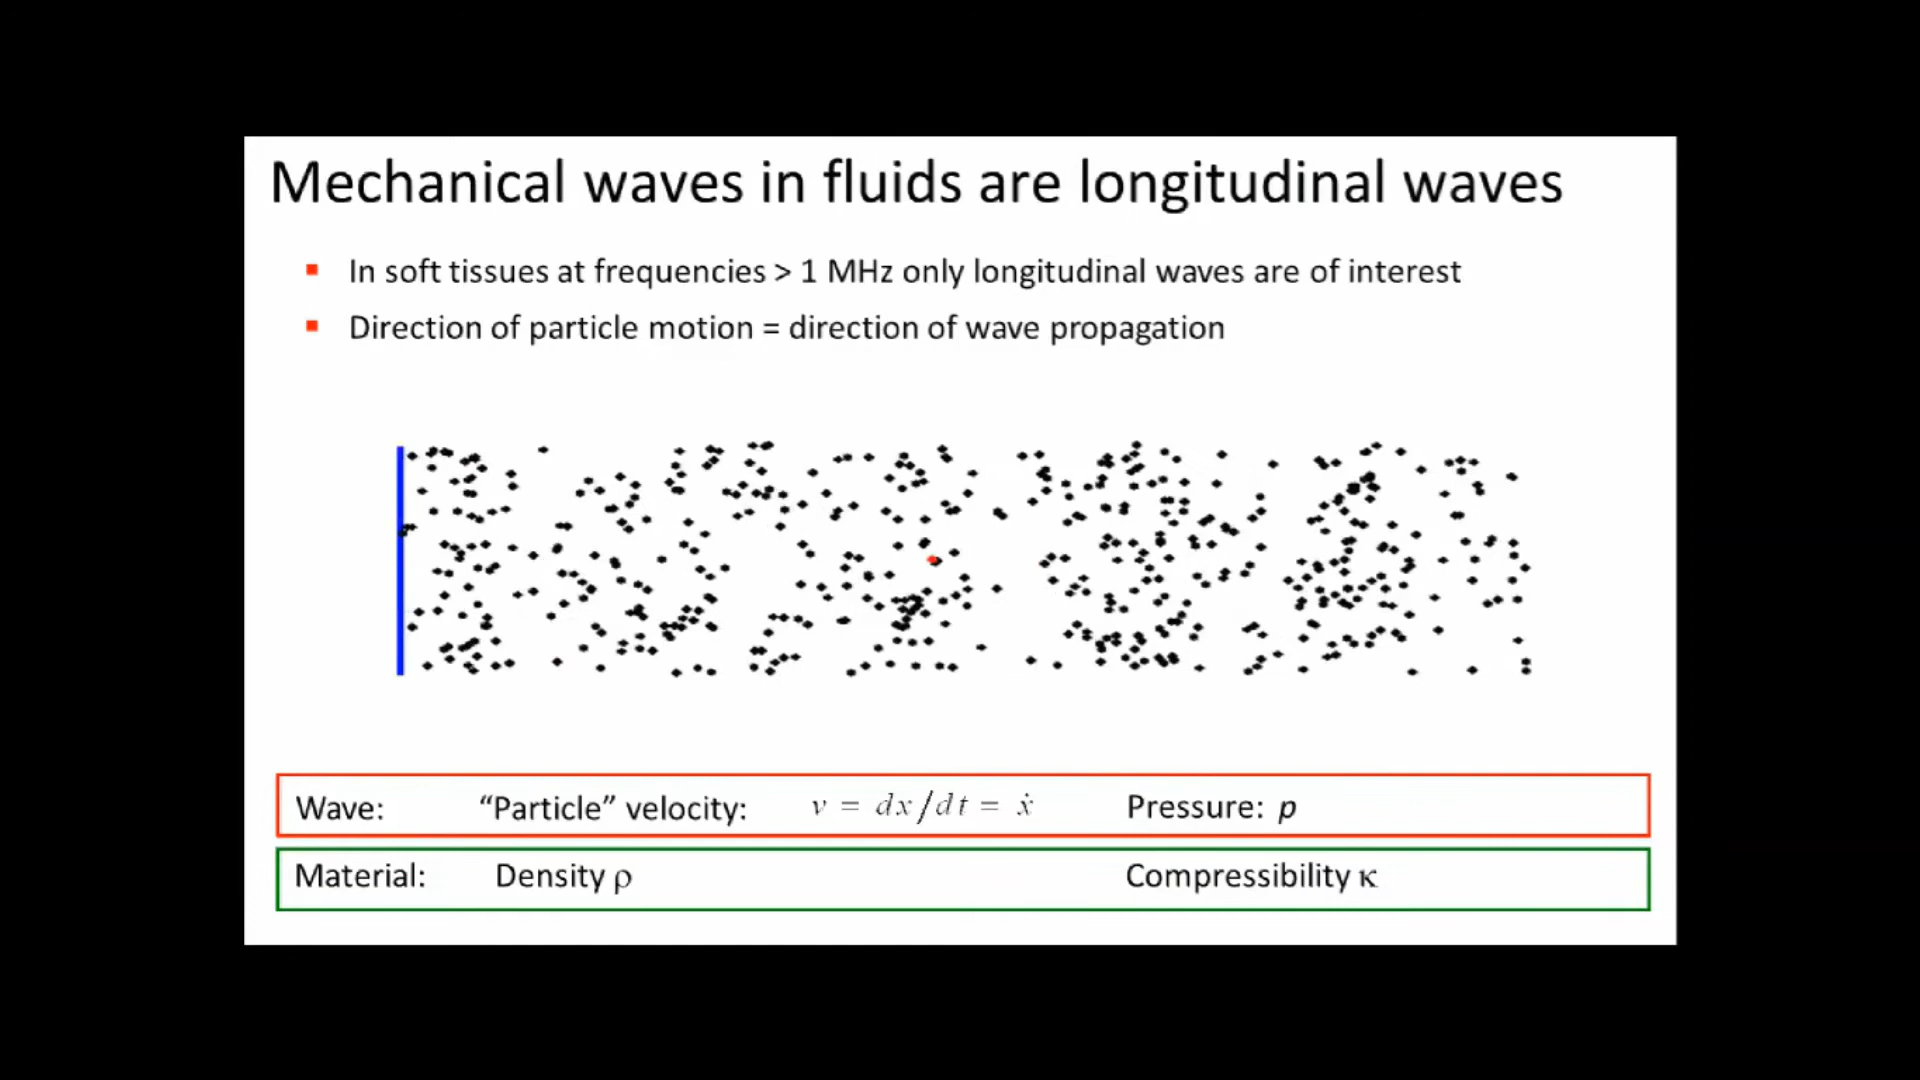 Mechanical waves in fluids are longitudinal waves
In soft tissues at frequencies > 1 MHz only longitudinal waves are of interest
Direction of particle motion = direction of wave propagation
Wave: “Particle” velocity: v = dx/dt = ẋ Pressure: p
Material: Density ρ Compressibility κ